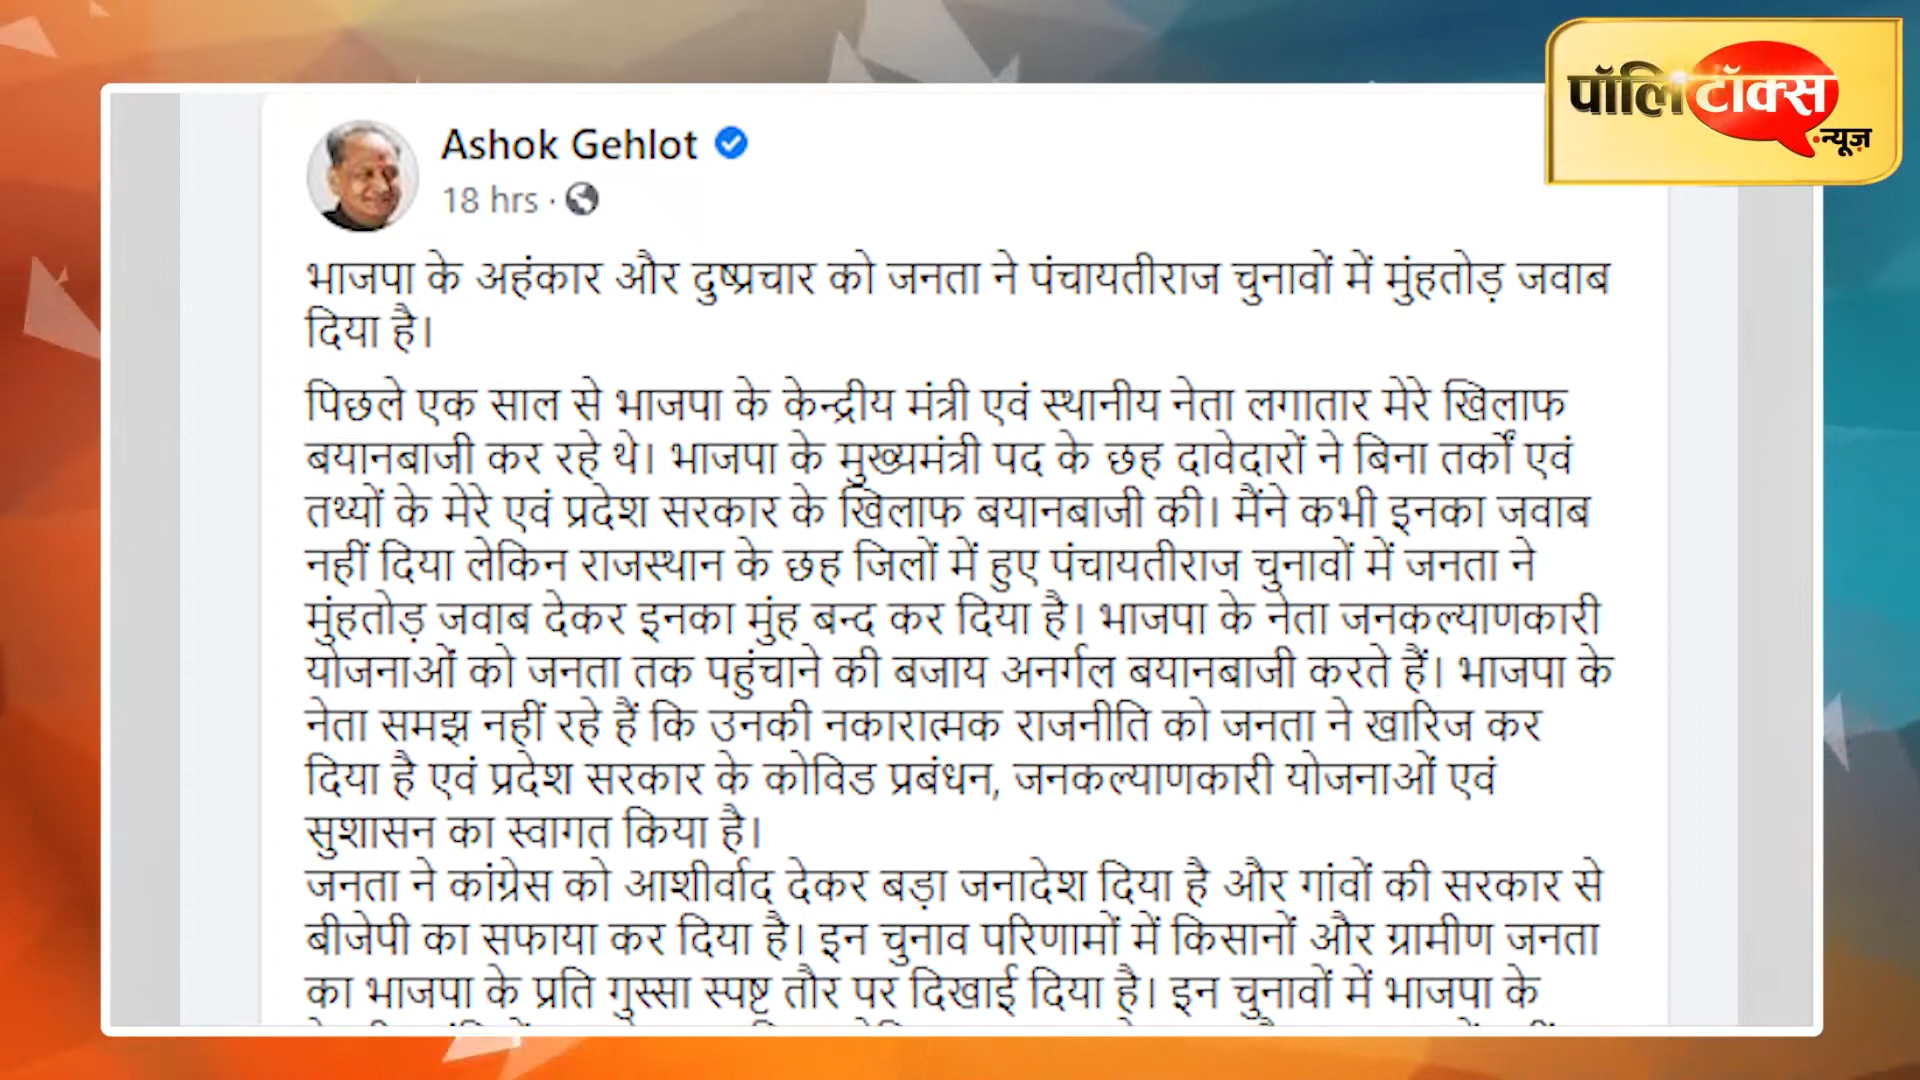 पॉलिटॉक्स
न्यूज़
Ashok Gehlot
18 hrs ·
भाजपा के अहंकार और दुष्प्रचार को जनता ने पंचायतीराज चुनावों में मुंहतोड़ जवाब
दिया है।
पिछले एक साल से भाजपा के केन्द्रीय मंत्री एवं स्थानीय नेता लगातार मेरे खिलाफ
बयानबाजी कर रहे थे। भाजपा के मुख्यमंत्री पद के छह दावेदारों ने बिना तर्कों एवं
तथ्यों के मेरे एवं प्रदेश सरकार के खिलाफ बयानबाजी की। मैंने कभी इनका जवाब
नहीं दिया लेकिन राजस्थान के छह जिलों में हुए पंचायतीराज चुनावों में जनता ने
मुंहतोड़ जवाब देकर इनका मुंह बन्द कर दिया है। भाजपा के नेता जनकल्याणकारी
योजनाओं को जनता तक पहुंचाने की बजाय अनर्गल बयानबाजी करते हैं। भाजपा के
नेता समझ नहीं रहे हैं कि उनकी नकारात्मक राजनीति को जनता ने खारिज कर
दिया है एवं प्रदेश सरकार के कोविड प्रबंधन, जनकल्याणकारी योजनाओं एवं
सुशासन का स्वागत किया है।
जनता ने कांग्रेस को आशीर्वाद देकर बड़ा जनादेश दिया है और गांवों की सरकार से
बीजेपी का सफाया कर दिया है। इन चुनाव परिणामों में किसानों और ग्रामीण जनता
का भाजपा के प्रति गुस्सा स्पष्ट तौर पर दिखाई दिया है। इन चुनावों में भाजपा के